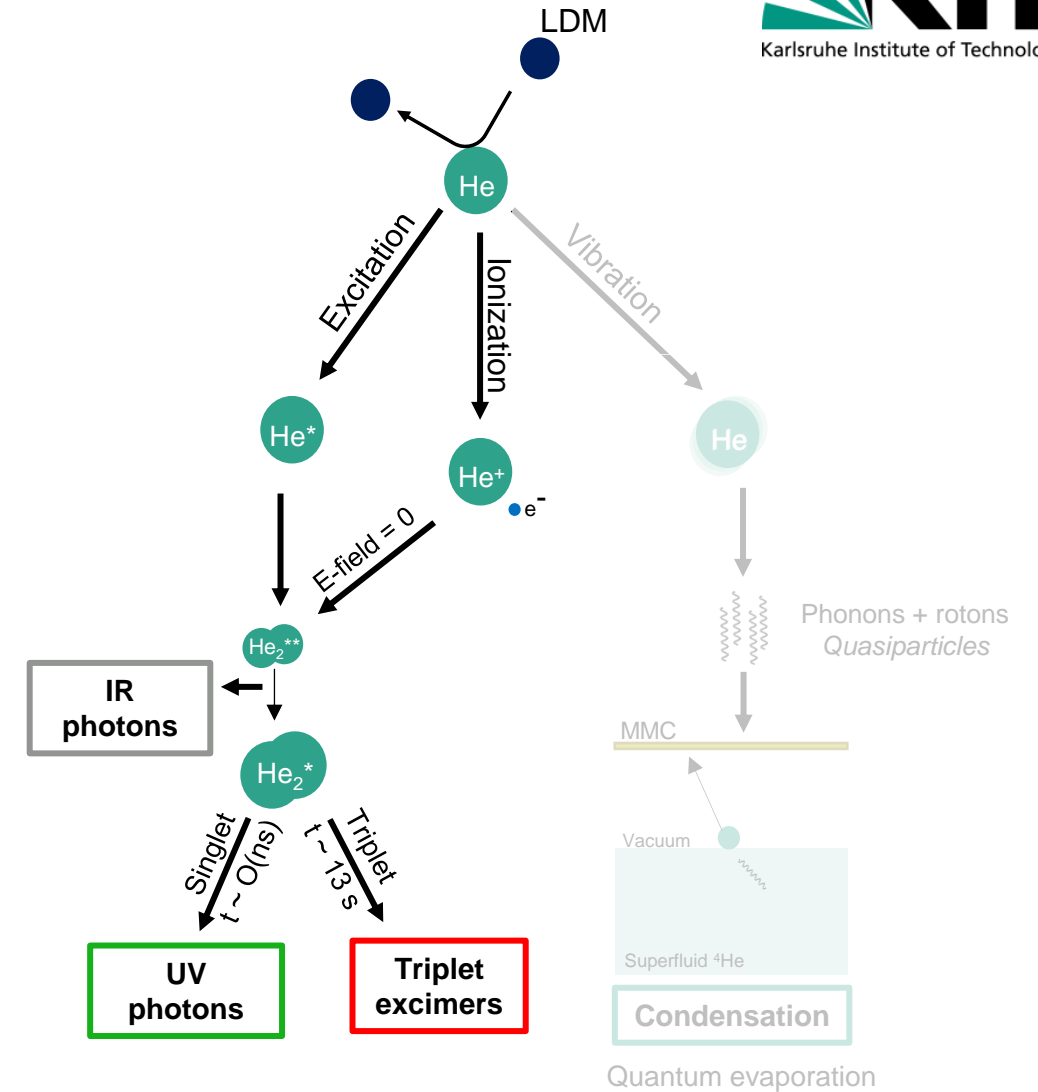 LDM
Karlsruhe Institute of Technolo
He
Excitation
Ionization
Vibration
He*
He⁺
e⁻
He
E-field = 0
He₂**
IR
photons
Phonons + rotons
Quasiparticles
MMC
He₂*
Singlet
t ~ O(ns)
Triplet
t ~ 13 s
Vacuum
Superfluid ⁴He
UV
photons
Triplet
excimers
Condensation
Quantum evaporation